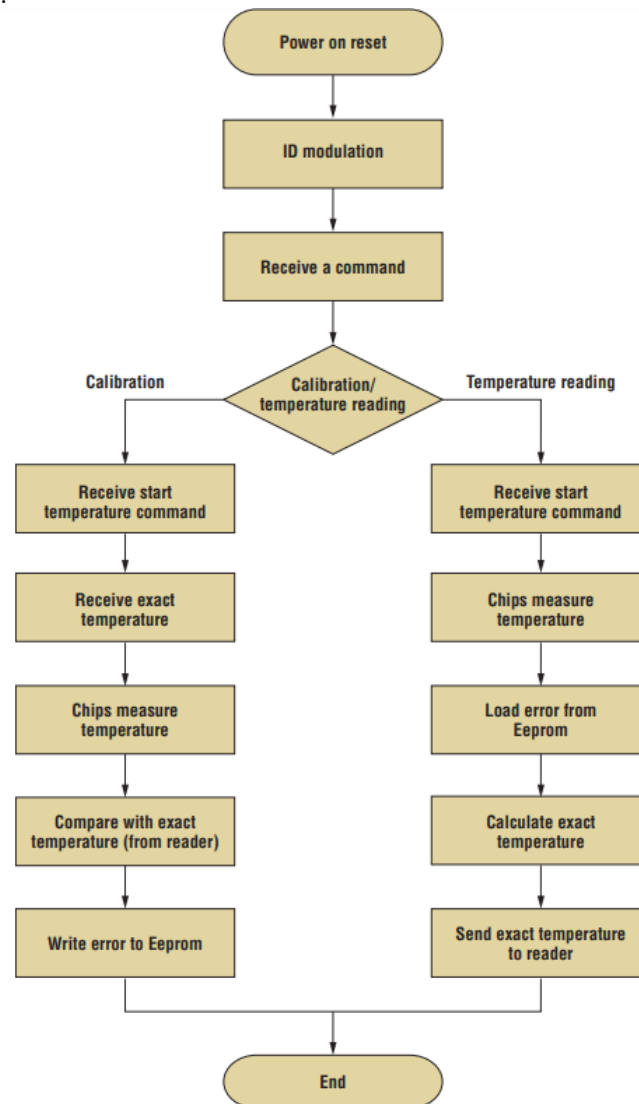 Power on reset
ID modulation
Receive a command
Calibration
Calibration/
temperature reading
Temperature reading
Receive start
temperature command
Receive exact
temperature
Chips measure
temperature
Compare with exact
temperature (from reader)
Write error to Eeprom
Receive start
temperature command
Chips measure
temperature
Load error from
Eeprom
Calculate exact
temperature
Send exact temperature
to reader
End